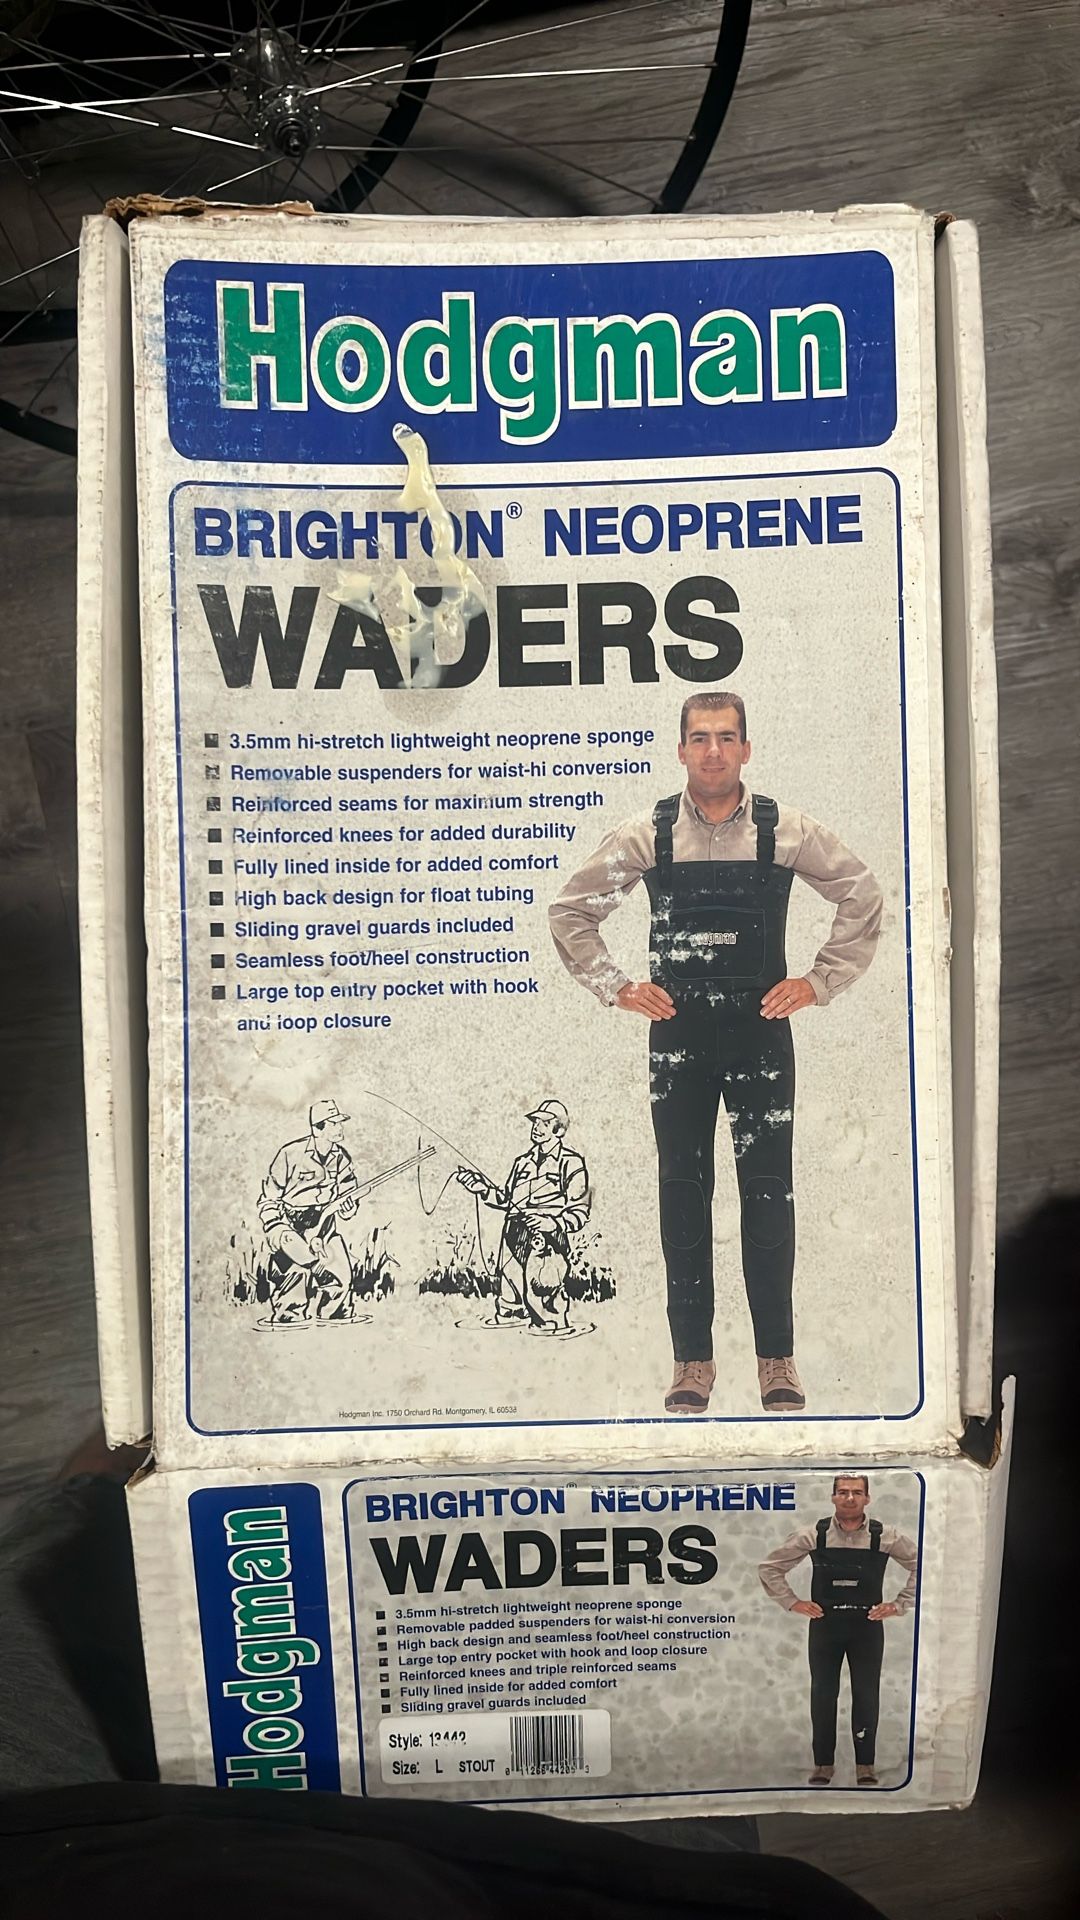 Hodgman
BRIGHTON® NEOPRENE
WADERS
3.5mm hi-stretch lightweight neoprene sponge
Removable suspenders for waist-hi conversion
Reinforced seams for maximum strength
Reinforced knees for added durability
Fully lined inside for added comfort
High back design for float tubing
Sliding gravel guards included
Seamless foot/heel construction
Large top entry pocket with hook
and loop closure
Hodgman
Hodgman Inc. 1750 Orchard Rd. Montgomery, IL 60538
Hodgman
BRIGHTON® NEOPRENE
WADERS
3.5mm hi-stretch lightweight neoprene sponge
Removable padded suspenders for waist-hi conversion
High back design and seamless foot/heel construction
Large top entry pocket with hook and loop closure
Reinforced knees and triple reinforced seams
Fully lined inside for added comfort
Sliding gravel guards included
Style:
Size: L STOUT